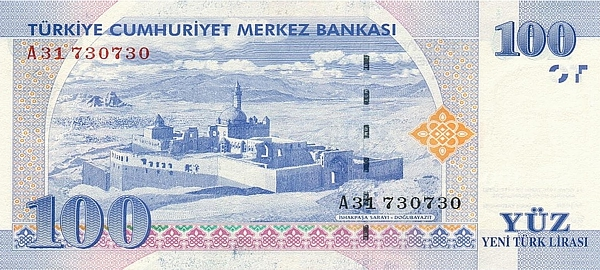 TÜRKİYE CUMHURİYET MERKEZ BANKASI
100
A31 730730
A31 730730
İSHAKPAŞA SARAYI - DOĞUBAYAZIT
100
YÜZ
YENİ TÜRK LİRASI